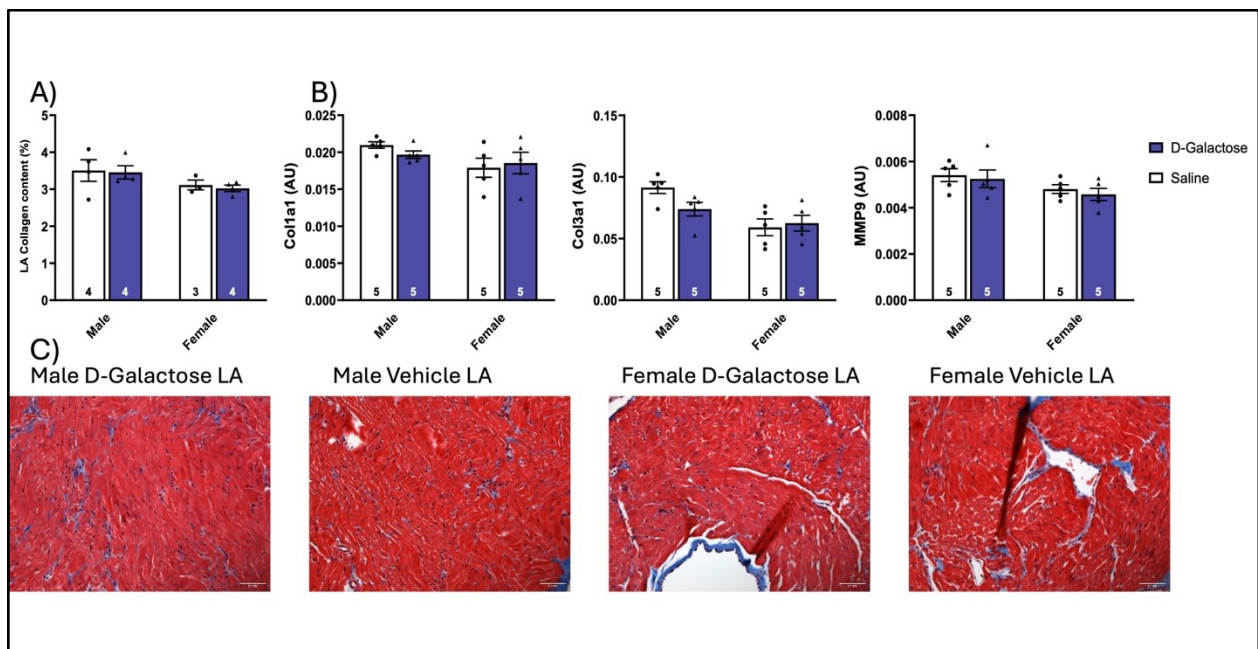 A)
LA Collagen content (%)
5
4
3
2
1
0
4
4
3
4
Male
Female
B)
Col1a1 (AU)
0.025
0.020
0.015
0.010
0.005
0.000
5
5
5
5
Male
Female
Col3a1 (AU)
0.15
0.10
0.05
0.00
5
5
5
5
Male
Female
MMP9 (AU)
0.008
0.006
0.004
0.002
0.000
5
5
5
5
Male
Female
D-Galactose
Saline
C)
Male D-Galactose LA
Male Vehicle LA
Female D-Galactose LA
Female Vehicle LA